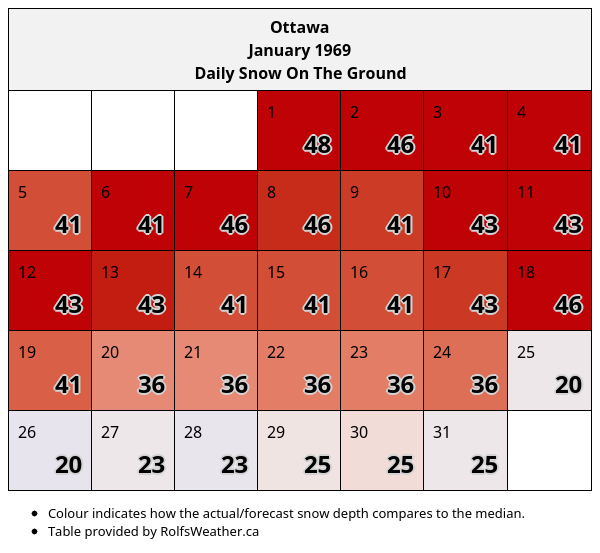 Ottawa
January 1969
Daily Snow On The Ground
1 2 3 4
48 46 41 41
5 6 7 8 9 10 11
41 41 46 46 41 43 43
12 13 14 15 16 17 18
43 43 41 41 41 43 46
19 20 21 22 23 24 25
41 36 36 36 36 36 20
26 27 28 29 30 31
20 23 23 25 25 25
• Colour indicates how the actual/forecast snow depth compares to the median.
• Table provided by RolfsWeather.ca